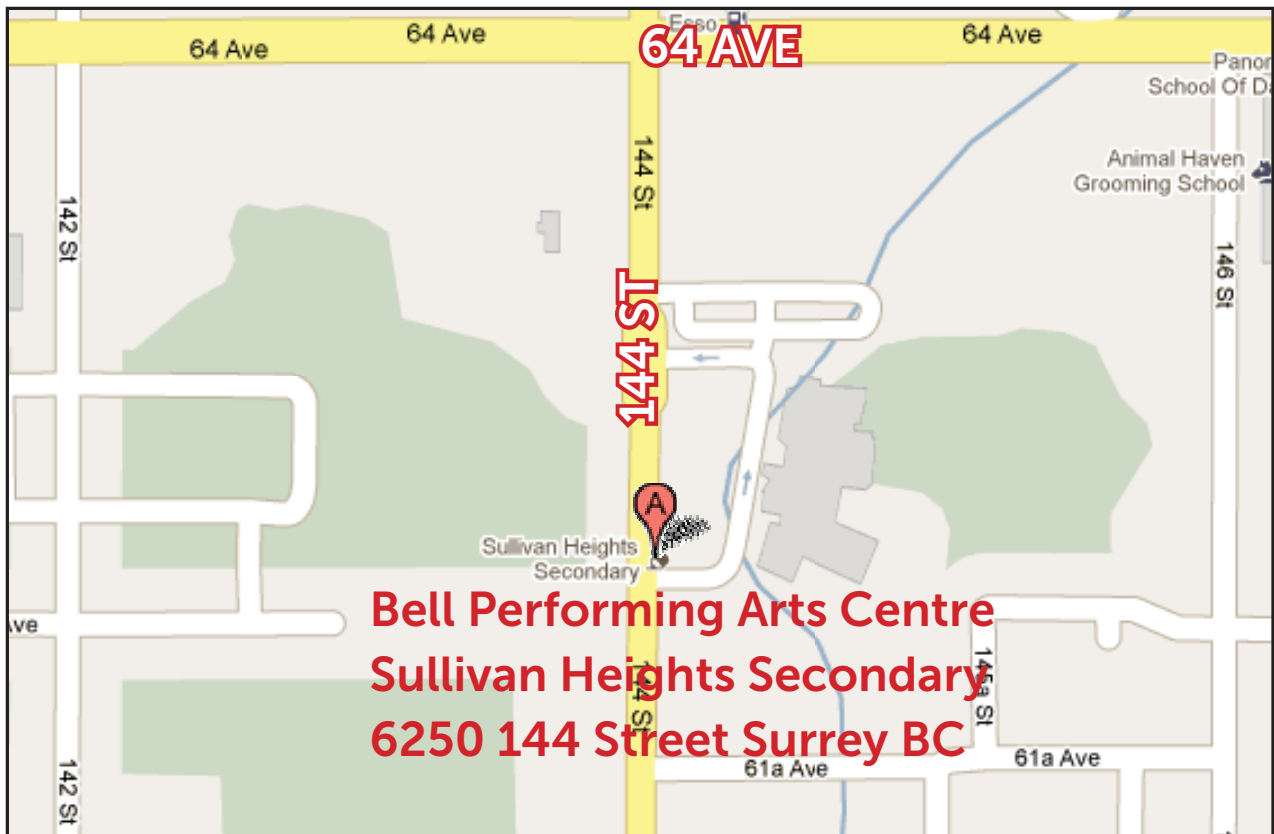 Esso
64 Ave
64 Ave
64 AVE
64 Ave
Panor
School Of Da
Animal Haven
Grooming School
144 St
142 St
146 St
144 ST
A
Sullivan Heights
Secondary
Bell Performing Arts Centre
Sullivan Heights Secondary
6250 144 Street Surrey BC
Ave
144 St
145a St
61a Ave
61a Ave
142 St